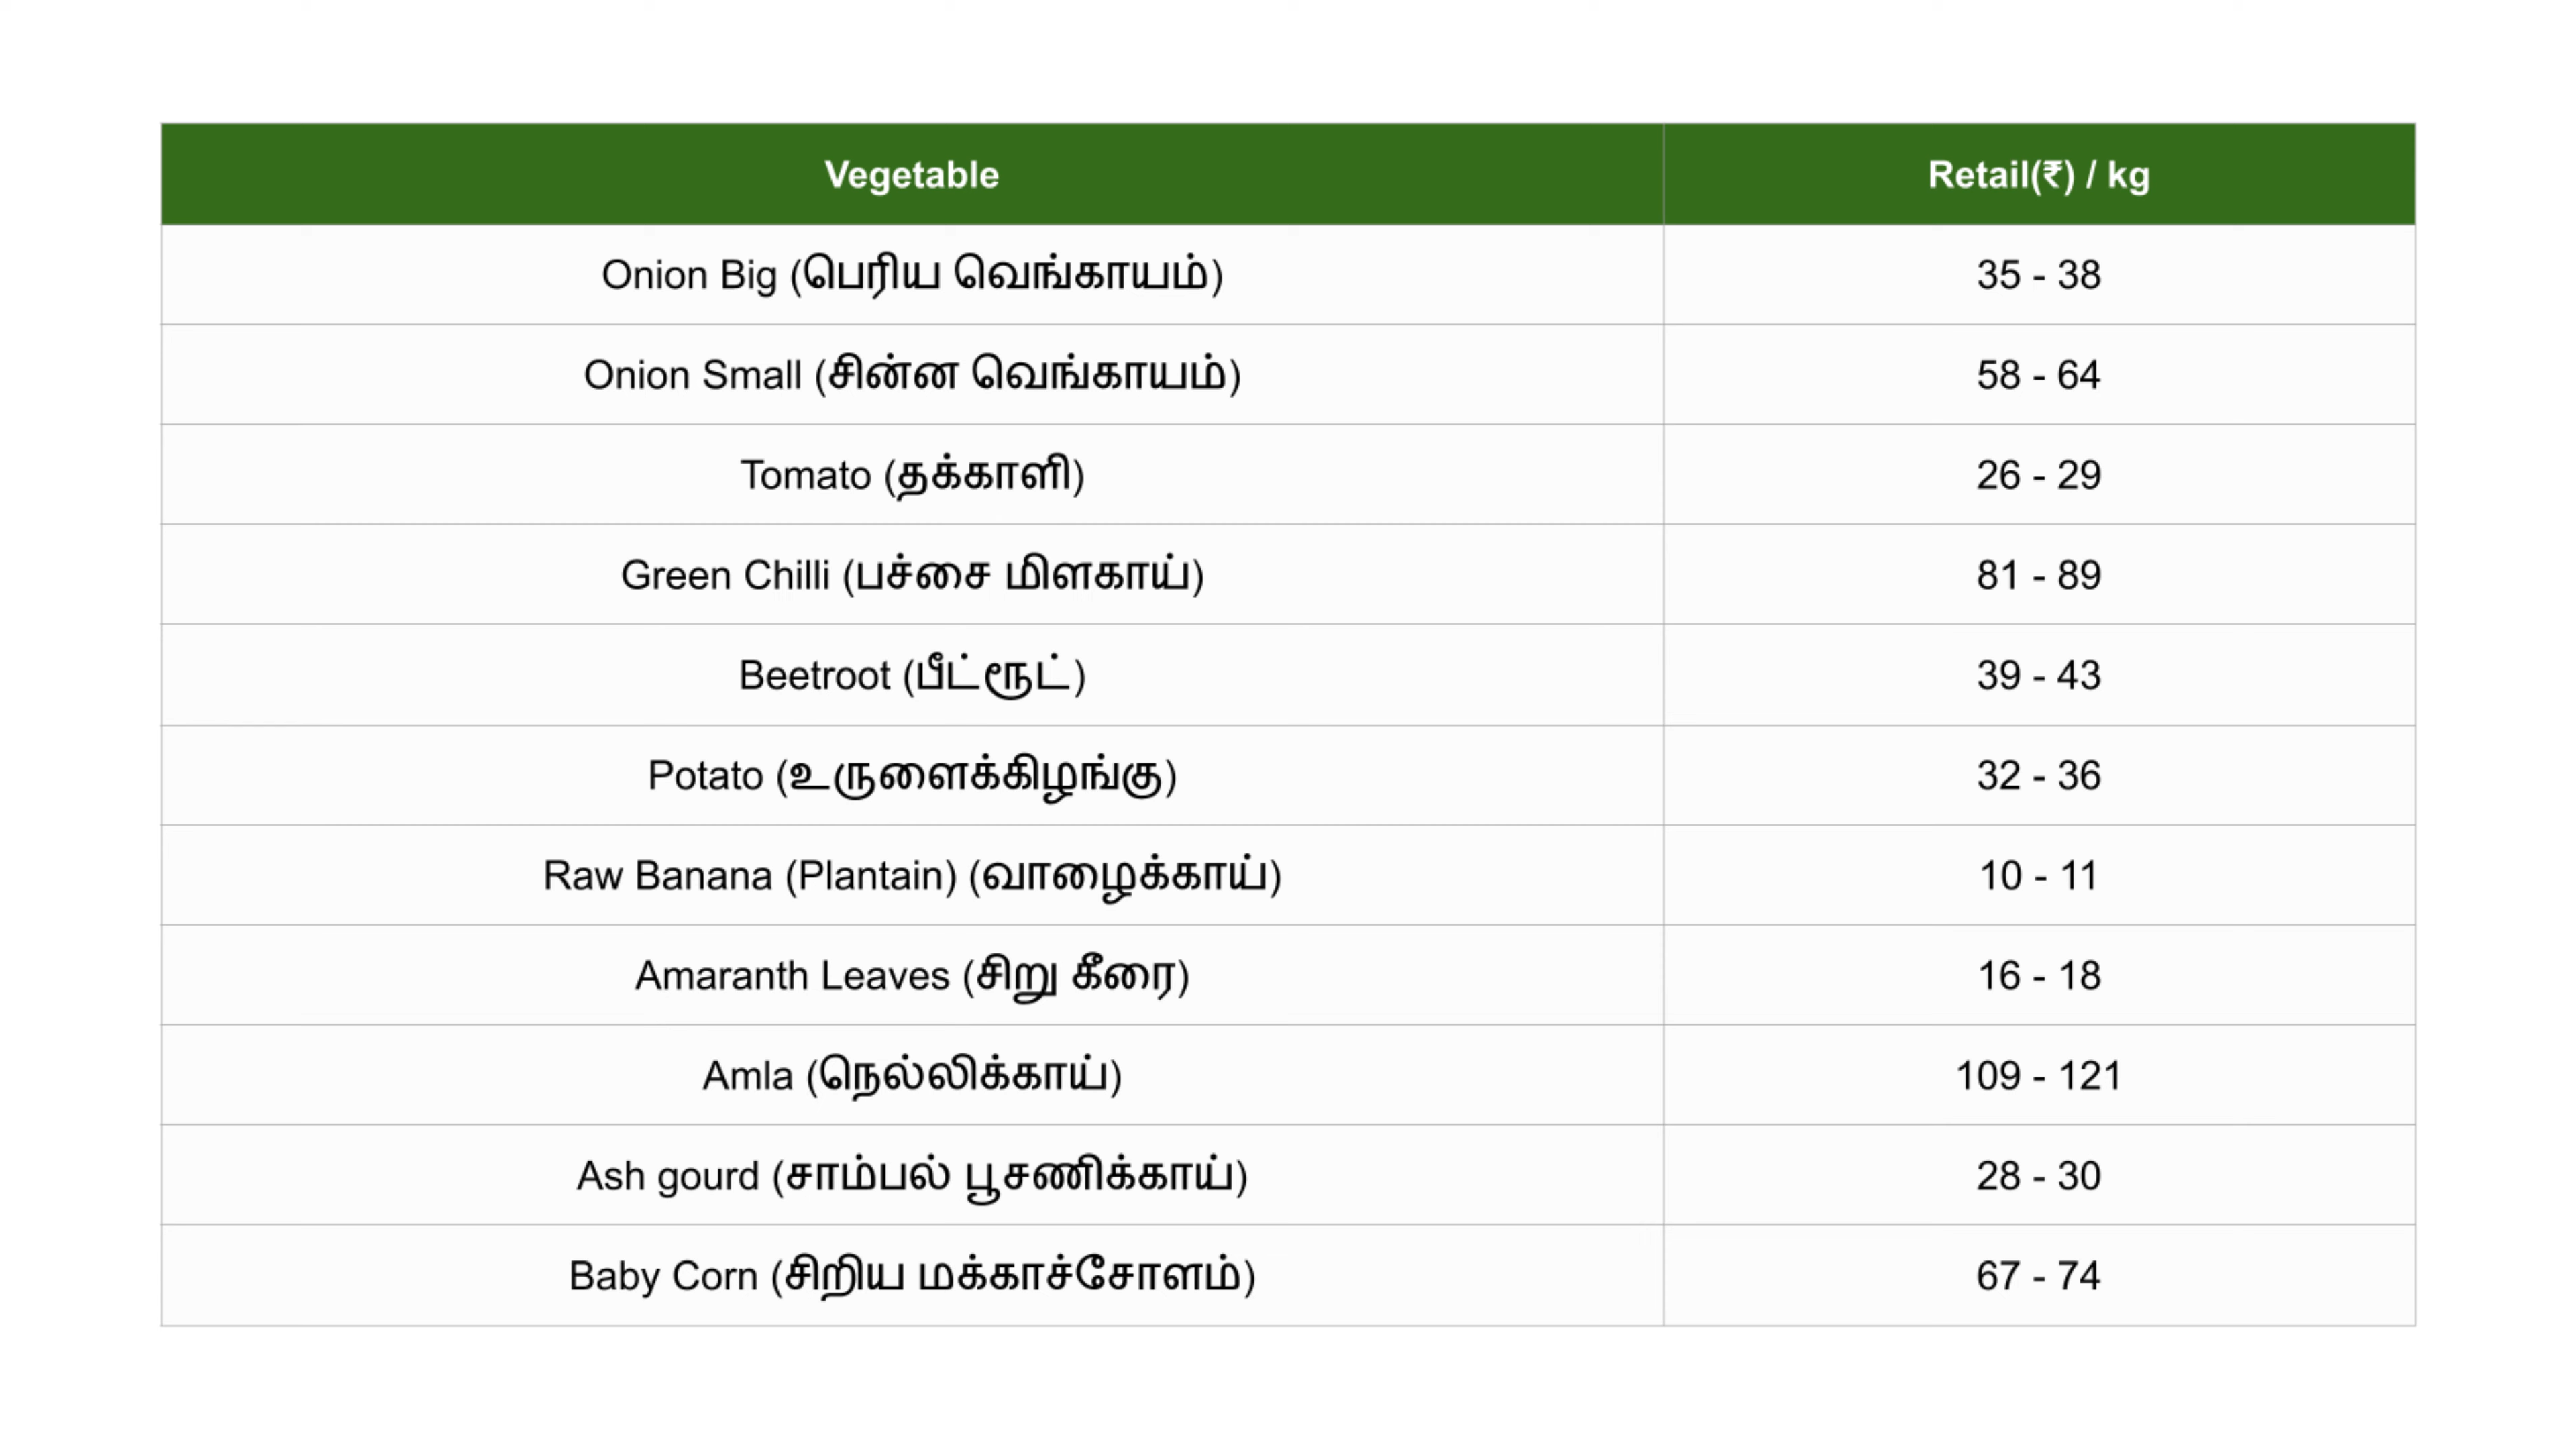 Vegetable Retail(₹) / kg
Onion Big (பெரிய வெங்காயம்) 35 - 38
Onion Small (சின்ன வெங்காயம்) 58 - 64
Tomato (தக்காளி) 26 - 29
Green Chilli (பச்சை மிளகாய்) 81 - 89
Beetroot (பீட்ரூட்) 39 - 43
Potato (உருளைக்கிழங்கு) 32 - 36
Raw Banana (Plantain) (வாழைக்காய்) 10 - 11
Amaranth Leaves (சிறு கீரை) 16 - 18
Amla (நெல்லிக்காய்) 109 - 121
Ash gourd (சாம்பல் பூசணிக்காய்) 28 - 30
Baby Corn (சிறிய மக்காச்சோளம்) 67 - 74